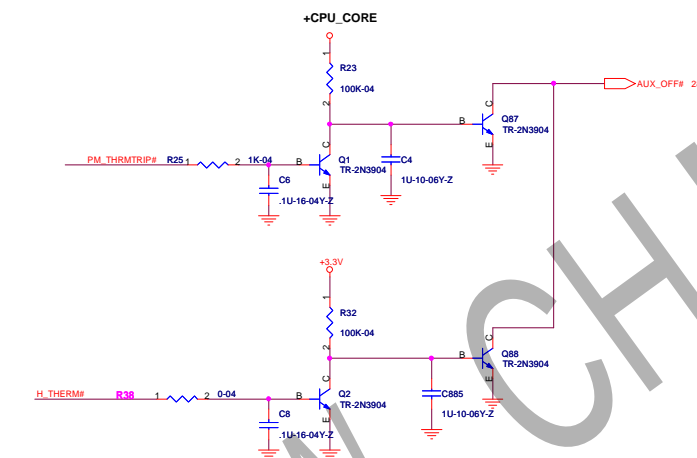 +CPU_CORE
1
R23
100K-04
2
AUX_OFF# 2
C
B
Q87
TR-2N3904
E
PM_THRMTRIP# R25 1 2 1K-04
B
C
Q1
TR-2N3904
E
C4
1U-10-06Y-Z
C6
.1U-16-04Y-Z
+3.3V
1
R32
100K-04
2
C
B
Q88
TR-2N3904
E
H_THERM# R38 1 2 0-04
B
C
Q2
TR-2N3904
E
C885
1U-10-06Y-Z
C8
.1U-16-04Y-Z